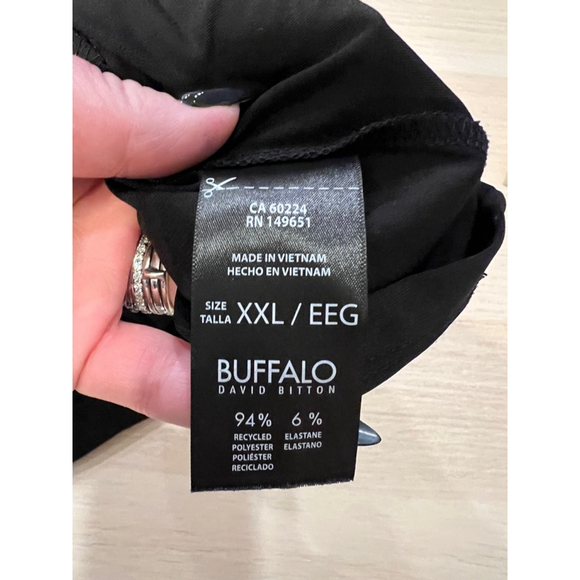 CA 60224
RN 149651
MADE IN VIETNAM
HECHO EN VIETNAM
SIZE
TALLA XXL / EEG
BUFFALO
DAVID BITTON
94% 6 %
RECYCLED ELASTANE
POLYESTER ELASTANO
POLIÉSTER
RECICLADO